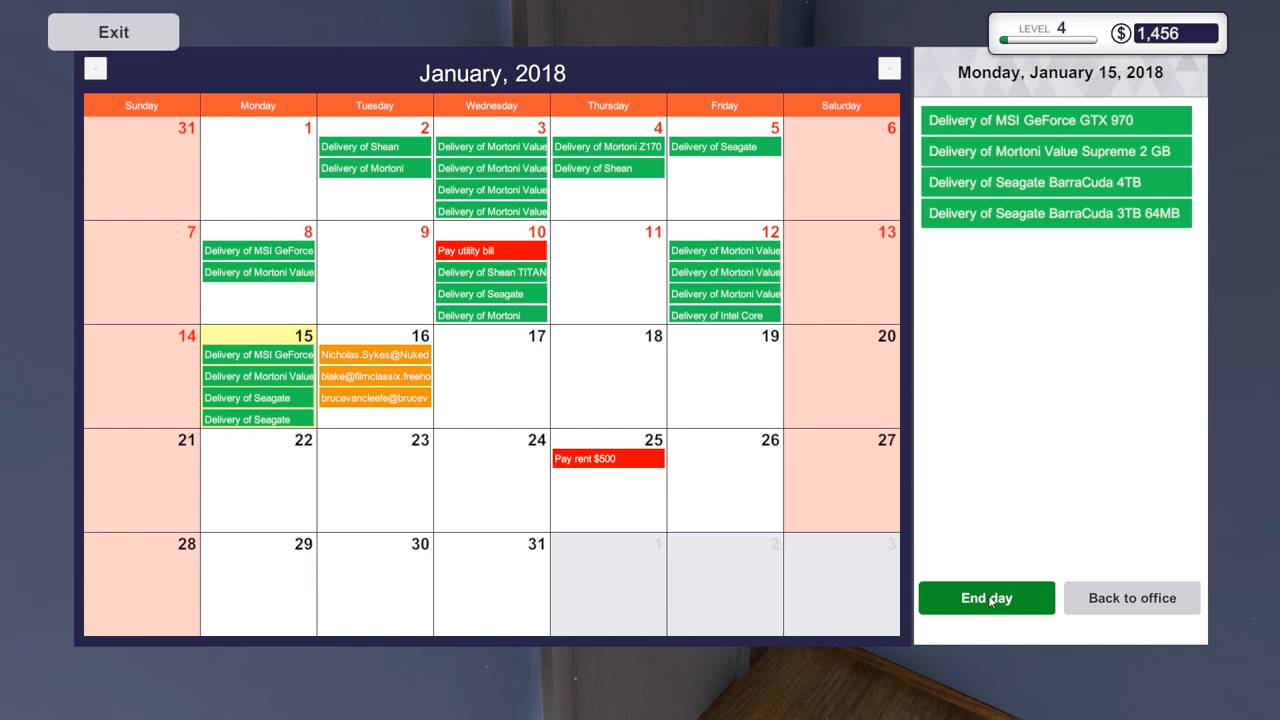 Exit
LEVEL 4
$ 1,456
January, 2018
Monday, January 15, 2018
Sunday Monday Tuesday Wednesday Thursday Friday Saturday
31 1 2 3 4 5 6
Delivery of Shean
Delivery of Mortoni
Delivery of Mortoni Value
Delivery of Mortoni Value
Delivery of Mortoni Value
Delivery of Mortoni Value
Delivery of Mortoni Z170
Delivery of Shean
Delivery of Seagate
7 8 9 10 11 12 13
Delivery of MSI GeForce
Delivery of Mortoni Value
Pay utility bill
Delivery of Shean TITAN
Delivery of Seagate
Delivery of Mortoni
Delivery of Mortoni Value
Delivery of Mortoni Value
Delivery of Mortoni Value
Delivery of Intel Core
14 15 16 17 18 19 20
Delivery of MSI GeForce
Delivery of Mortoni Value
Delivery of Seagate
Delivery of Seagate
Nicholas.Sykes@Nuked
blake@filmclassix.freeho
brucevancleefe@brucev
21 22 23 24 25 26 27
Pay rent $500
28 29 30 31 1 2 3
Delivery of MSI GeForce GTX 970
Delivery of Mortoni Value Supreme 2 GB
Delivery of Seagate BarraCuda 4TB
Delivery of Seagate BarraCuda 3TB 64MB
End day
Back to office